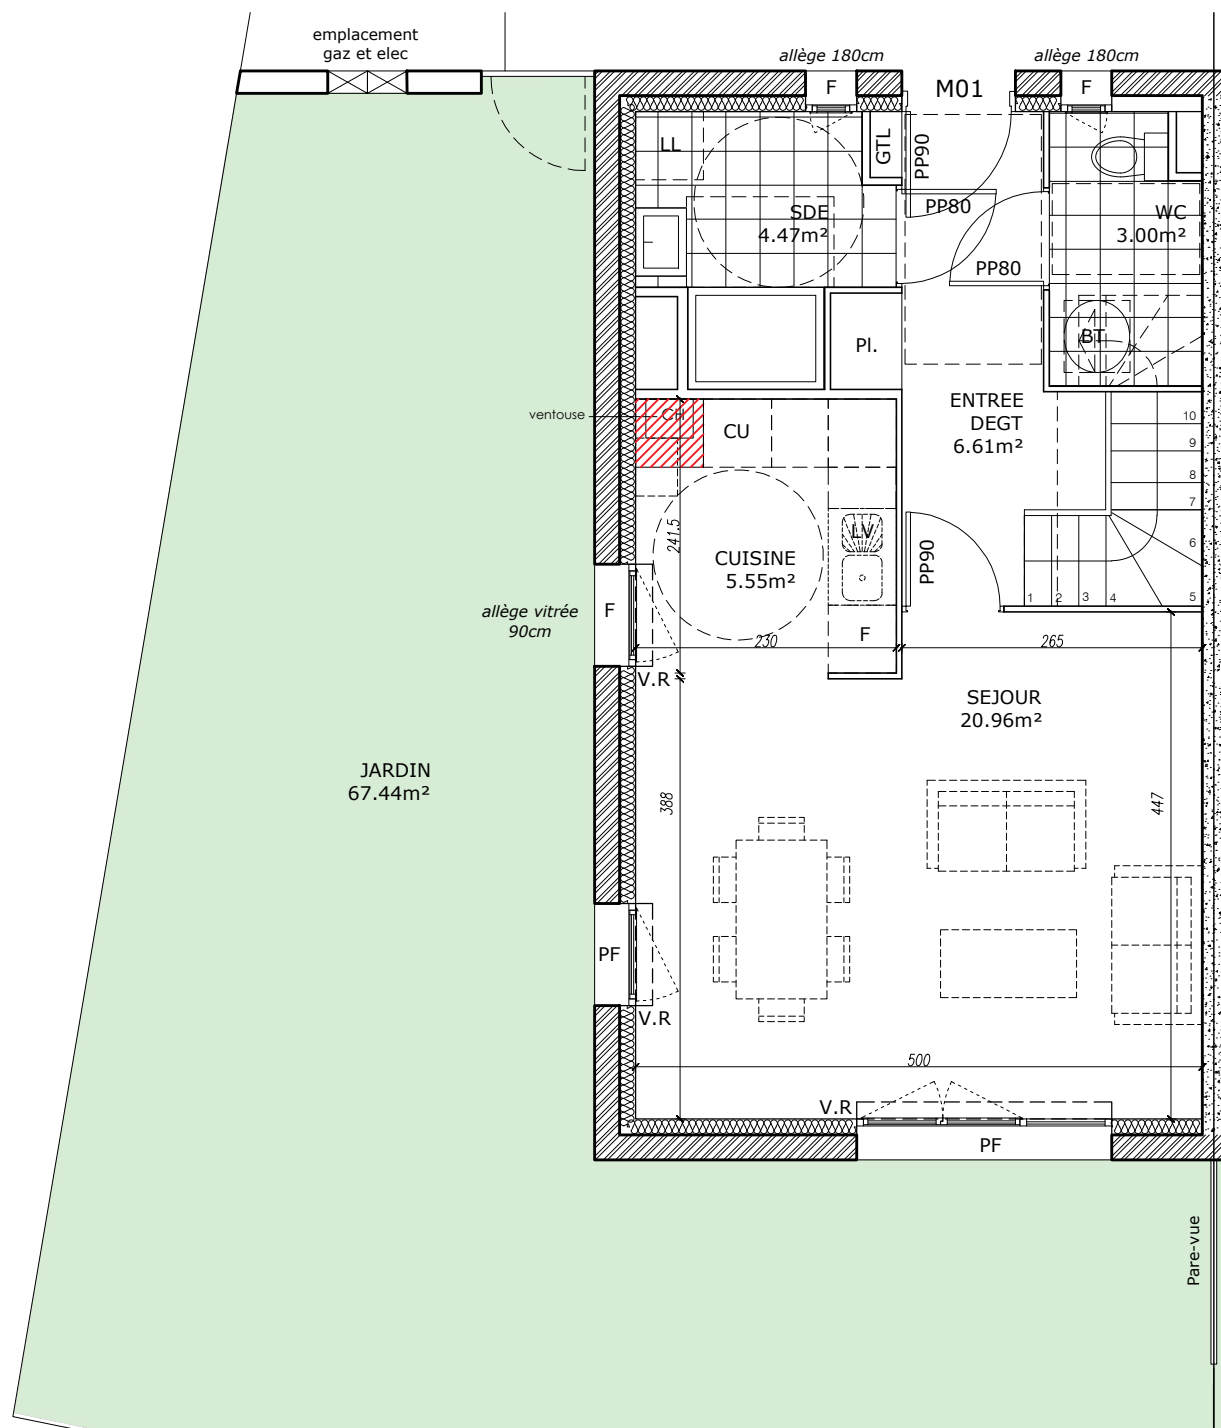 emplacement
gaz et elec
allège 180cm
allège 180cm
F
M01
F
LL
GTL
PP90
SDE
4.47m²
PP80
WC
3.00m²
PP80
Pl.
BT
ventouse
CH
CU
ENTREE
DEGT
6.61m²
10
9
8
7
6
5
4
3
2
1
241.5
LV
CUISINE
5.55m²
PP90
allège vitrée
90cm
F
F
230
265
V.R
SEJOUR
20.96m²
JARDIN
67.44m²
388
447
PF
V.R
500
V.R
PF
Pare-vue